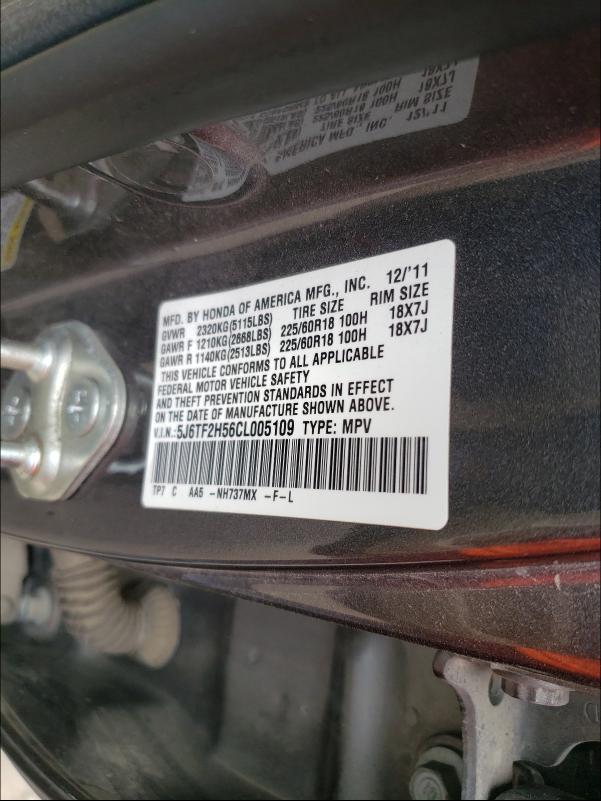 MFD. BY HONDA OF AMERICA MFG., INC. 12/'11
GVWR 2320KG(5115LBS) TIRE SIZE RIM SIZE
GAWR F 1210KG(2668LBS) 225/60R18 100H 18X7J
GAWR R 1140KG(2513LBS) 225/60R18 100H 18X7J
THIS VEHICLE CONFORMS TO ALL APPLICABLE
FEDERAL MOTOR VEHICLE SAFETY
AND THEFT PREVENTION STANDARDS IN EFFECT
ON THE DATE OF MANUFACTURE SHOWN ABOVE.
V.I.N.:5J6TF2H56CL005109 TYPE: MPV
TP7 C AA5 -NH737MX -F-L